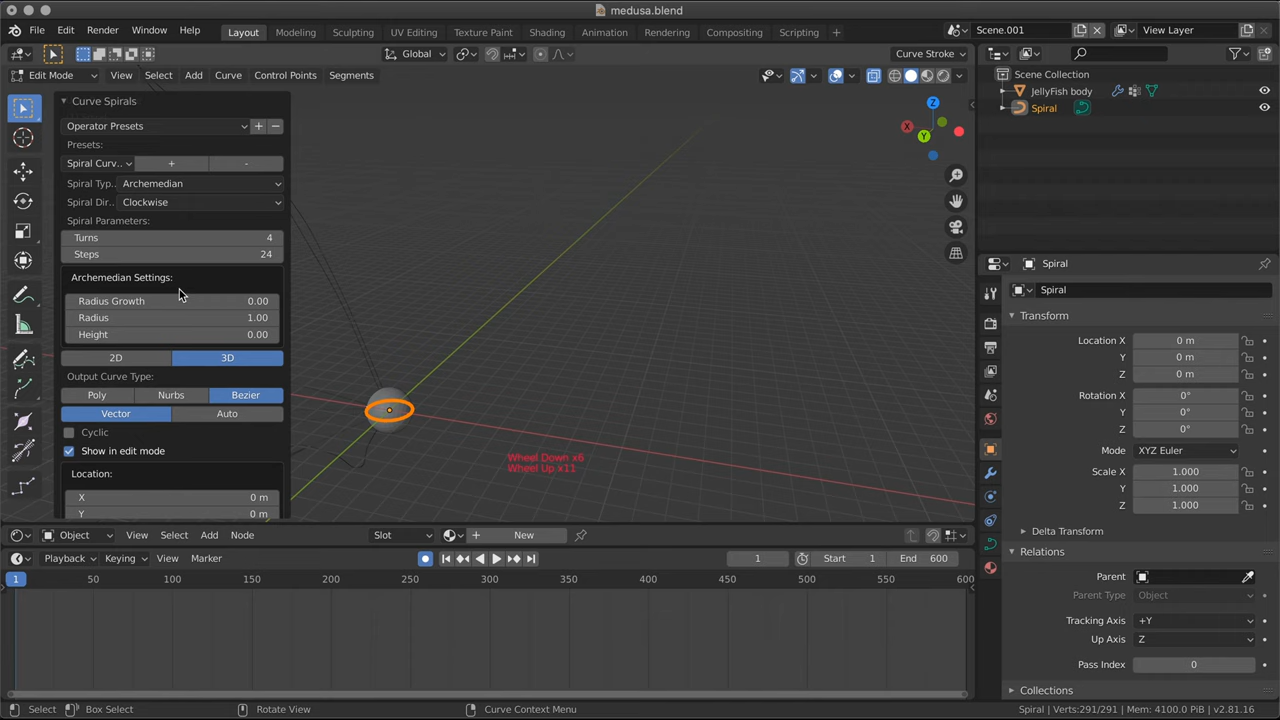 medusa.blend
File Edit Render Window Help Layout Modeling Sculpting UV Editing Texture Paint Shading Animation Rendering Compositing Scripting + Scene.001 View Layer
Global Curve Stroke
Edit Mode View Select Add Curve Control Points Segments
Scene Collection
JellyFish body
Spiral
Curve Spirals
Operator Presets + −
Presets:
Spiral Curv.. + -
Spiral Typ.. Archemedian
Spiral Dir.. Clockwise
Spiral Parameters:
Turns 4
Steps 24
Archemedian Settings:
Radius Growth 0.00
Radius 1.00
Height 0.00
2D 3D
Output Curve Type:
Poly Nurbs Bezier
Vector Auto
Cyclic
Show in edit mode
Location:
X 0 m
Y 0 m
Z
X
Y
Wheel Down x6
Wheel Up x11
Spiral
Spiral
Transform
Location X 0 m
Y 0 m
Z 0 m
Rotation X 0°
Y 0°
Z 0°
Mode XYZ Euler
Scale X 1.000
Y 1.000
Z 1.000
Delta Transform
Relations
Parent
Parent Type Object
Tracking Axis +Y
Up Axis Z
Pass Index 0
Collections
Object View Select Add Node Slot + New
Playback Keying View Marker 1 Start 1 End 600
1 50 100 150 200 250 300 350 400 450 500 550 600
Select Box Select Rotate View Curve Context Menu Spiral | Verts:291/291 | Mem: 4100.0 PiB | v2.81.16